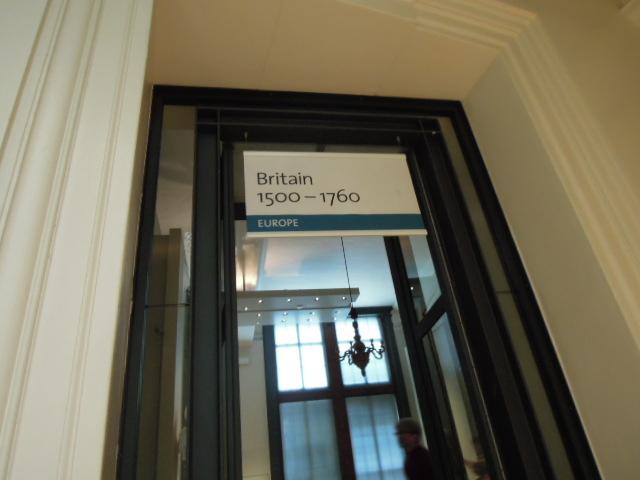 Britain
1500 – 1760
EUROPE